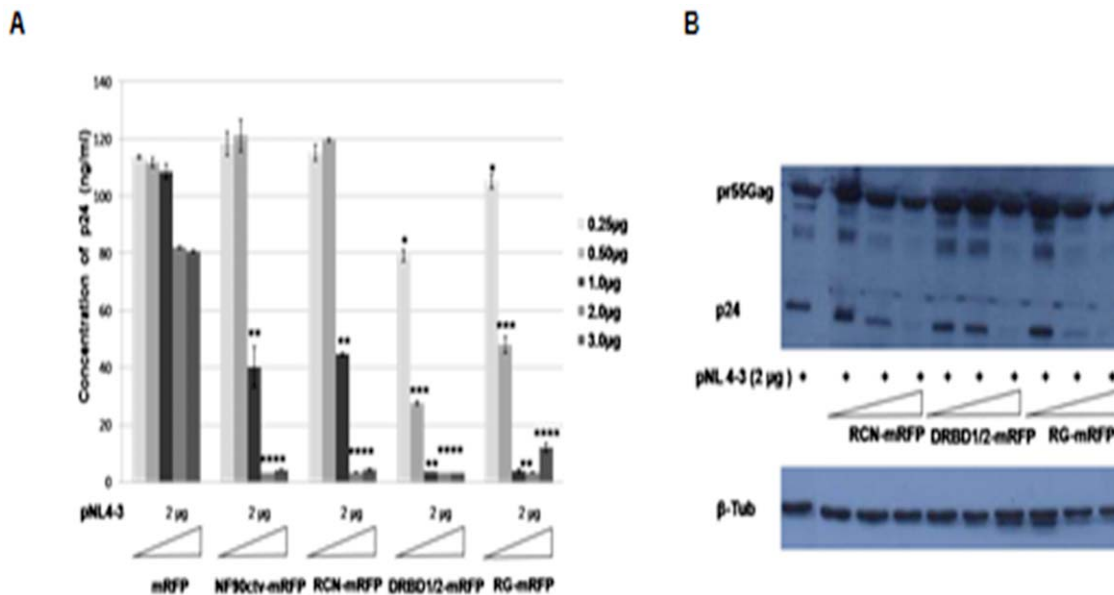 A
140
120
100
80
60
40
20
0
Concentration of p24 (ng/ml)
0.25µg
0.50µg
1.0µg
2.0µg
3.0µg
pNL4-3 2 µg 2 µg 2 µg 2 µg 2 µg
mRFP NF90ctv-mRFP RCN-mRFP DRBD1/2-mRFP RG-mRFP
B
pr55Gag
p24
pNL 4-3 (2 µg )
RCN-mRFP DRBD1/2-mRFP RG-mRFP
β-Tub